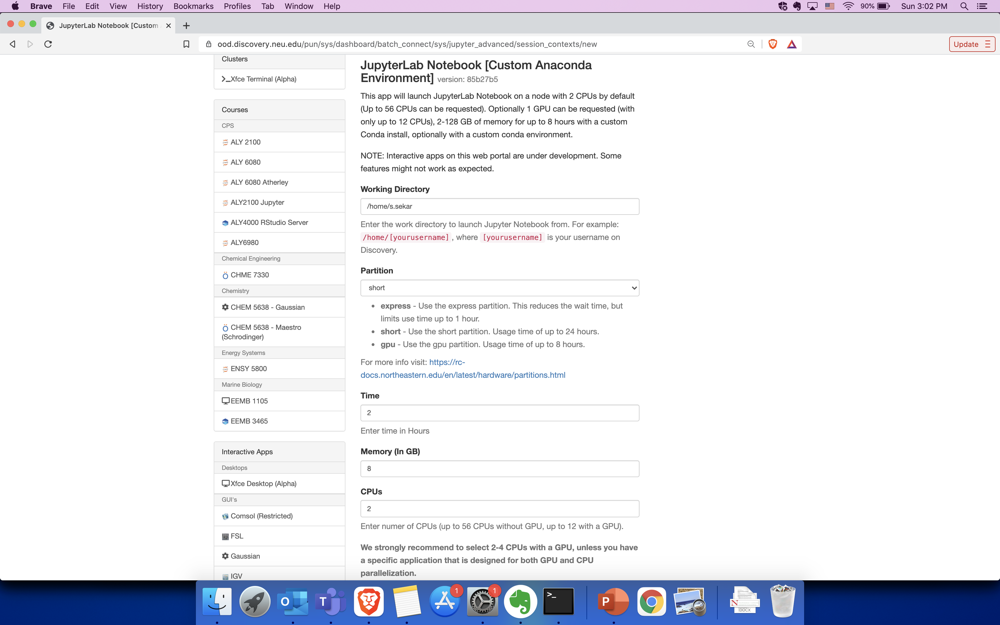 Brave File Edit View History Bookmarks Profiles Tab Window Help 90% Sun 3:02 PM
JupyterLab Notebook [Custom
ood.discovery.neu.edu/pun/sys/dashboard/batch_connect/sys/jupyter_advanced/session_contexts/new
Update
Clusters
Xfce Terminal (Alpha)
Courses
CPS
ALY 2100
ALY 6080
ALY 6080 Atherley
ALY2100 Jupyter
ALY4000 RStudio Server
ALY6980
Chemical Engineering
CHME 7330
Chemistry
CHEM 5638 - Gaussian
CHEM 5638 - Maestro
(Schrodinger)
Energy Systems
ENSY 5800
Marine Biology
EEMB 1105
EEMB 3465
Interactive Apps
Desktops
Xfce Desktop (Alpha)
GUI's
Comsol (Restricted)
FSL
Gaussian
IGV
JupyterLab Notebook [Custom Anaconda
Environment] version: 85b27b5
This app will launch JupyterLab Notebook on a node with 2 CPUs by default
(Up to 56 CPUs can be requested). Optionally 1 GPU can be requested (with
only up to 12 CPUs), 2-128 GB of memory for up to 8 hours with a custom
Conda install, optionally with a custom conda environment.
NOTE: Interactive apps on this web portal are under development. Some
features might not work as expected.
Working Directory
/home/s.sekar
Enter the work directory to launch Jupyter Notebook from. For example:
/home/[yourusername] , where [yourusername] is your username on
Discovery.
Partition
short
express - Use the express partition. This reduces the wait time, but
limits use time up to 1 hour.
short - Use the short partition. Usage time of up to 24 hours.
gpu - Use the gpu partition. Usage time of up to 8 hours.
For more info visit: https://rc-
docs.northeastern.edu/en/latest/hardware/partitions.html
Time
2
Enter time in Hours
Memory (In GB)
8
CPUs
2
Enter numer of CPUs (up to 56 CPUs without GPU, up to 12 with a GPU).
We strongly recommend to select 2-4 CPUs with a GPU, unless you have
a specific application that is designed for both GPU and CPU
parallelization.
O
T
1
1
>_
P
N
DOCX